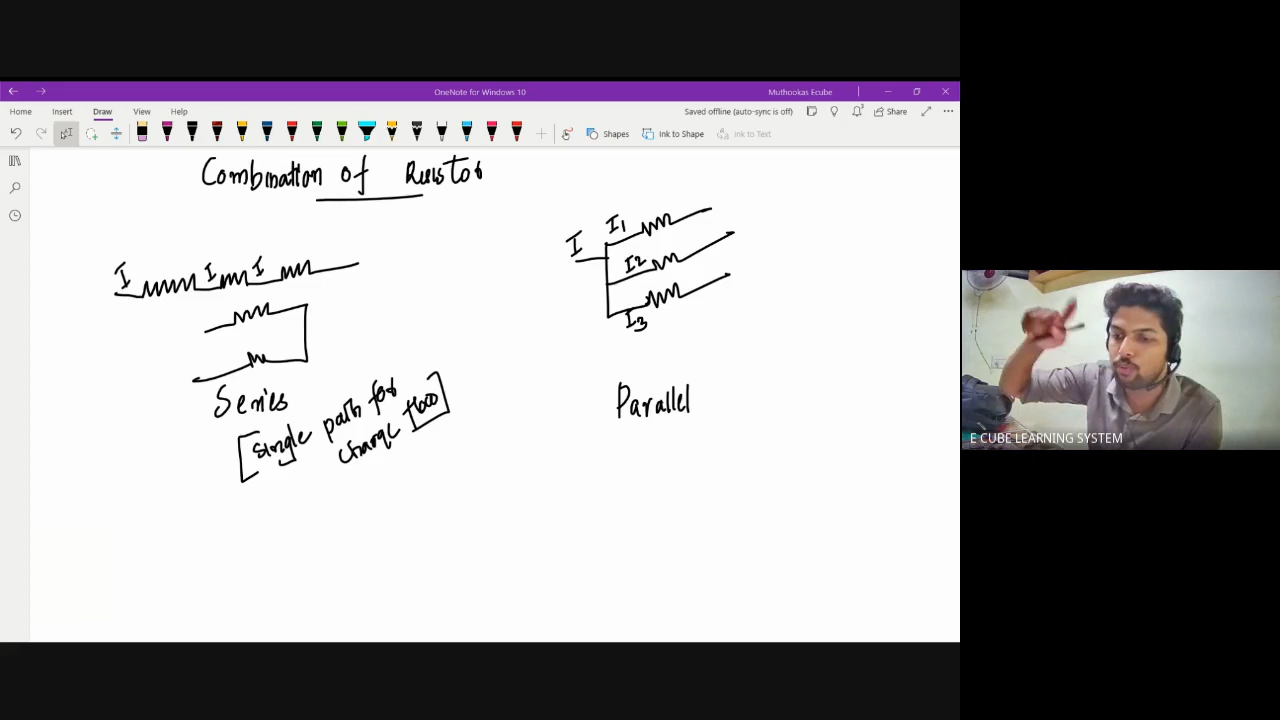 OneNote for Windows 10
Muthookas Ecube
Home Insert Draw View Help
Saved offline (auto-sync is off)
Share
Shapes
Ink to Shape
Ink to Text
Combination of Resistor
I I I
I I1
I2
I3
Series
[single path for
charge flow]
Parallel
E CUBE LEARNING SYSTEM